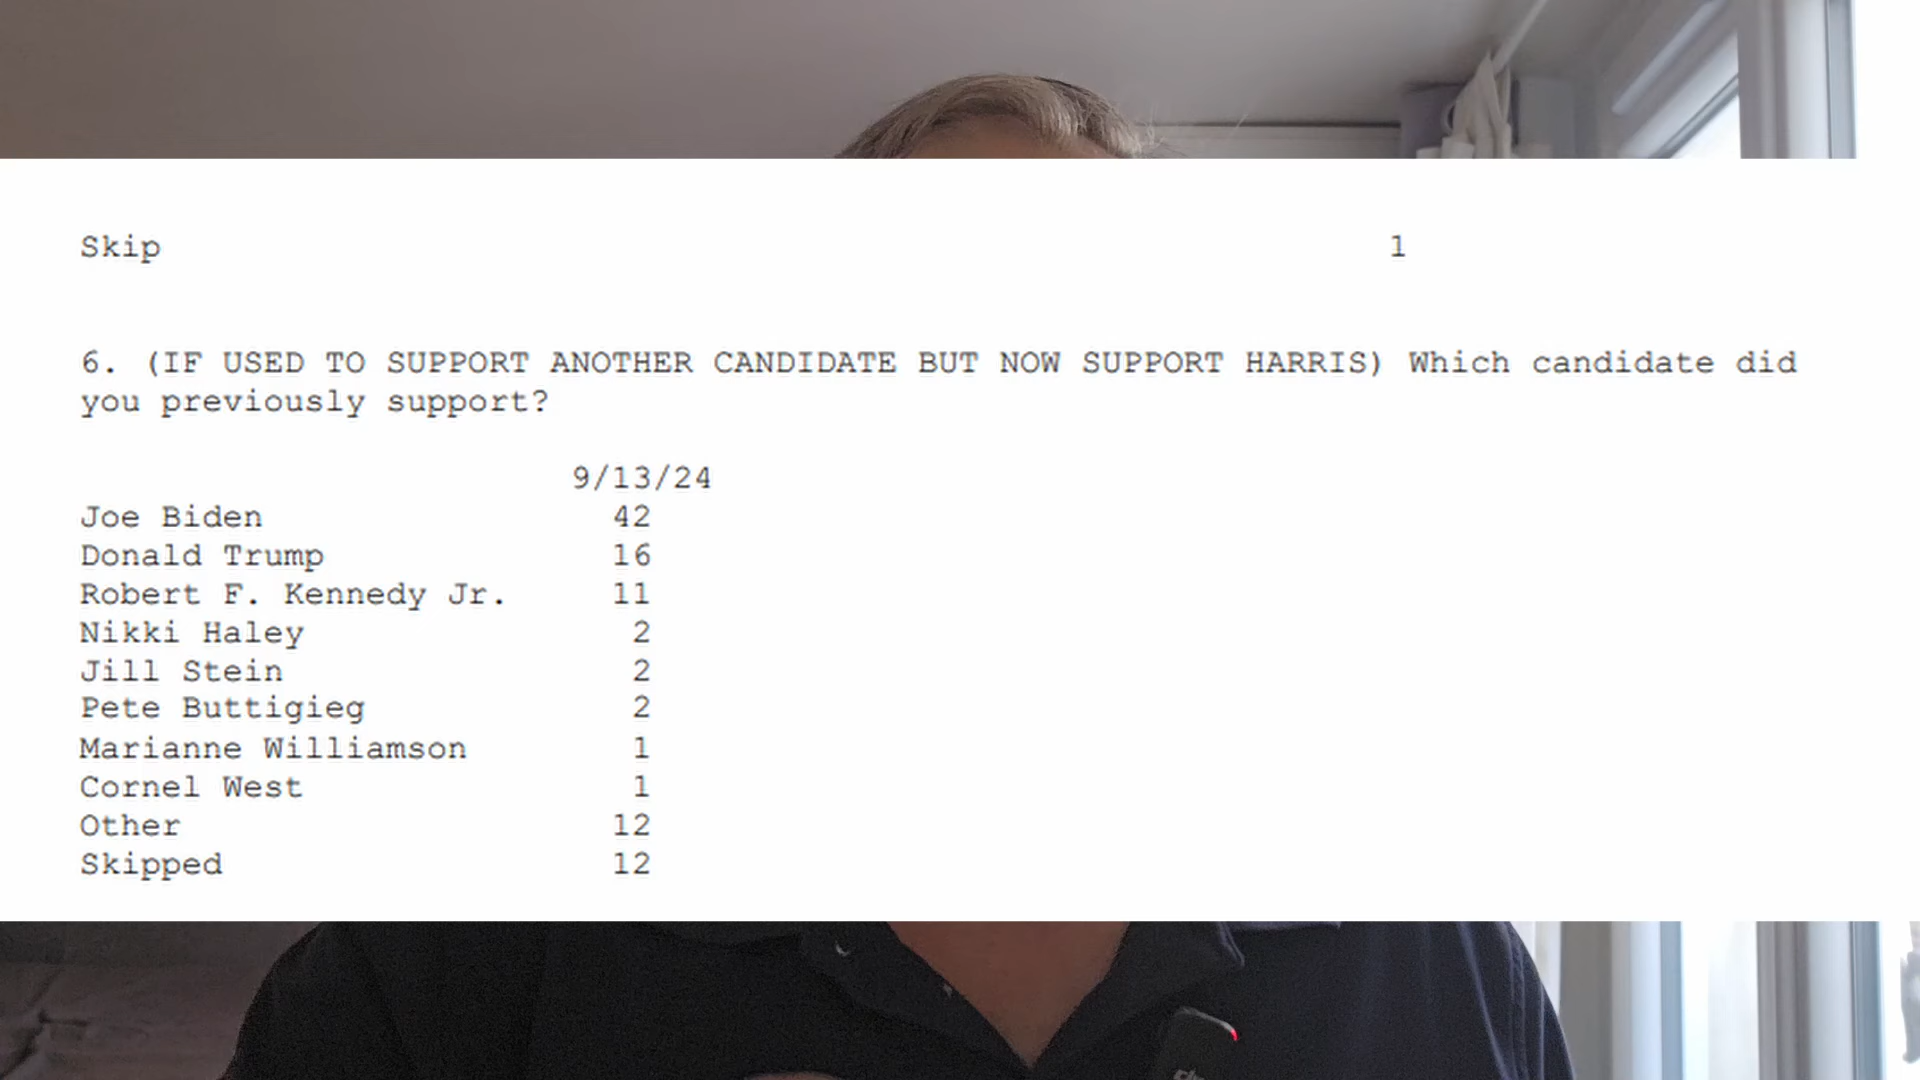 Skip 1
6. (IF USED TO SUPPORT ANOTHER CANDIDATE BUT NOW SUPPORT HARRIS) Which candidate did
you previously support?
9/13/24
Joe Biden 42
Donald Trump 16
Robert F. Kennedy Jr. 11
Nikki Haley 2
Jill Stein 2
Pete Buttigieg 2
Marianne Williamson 1
Cornel West 1
Other 12
Skipped 12